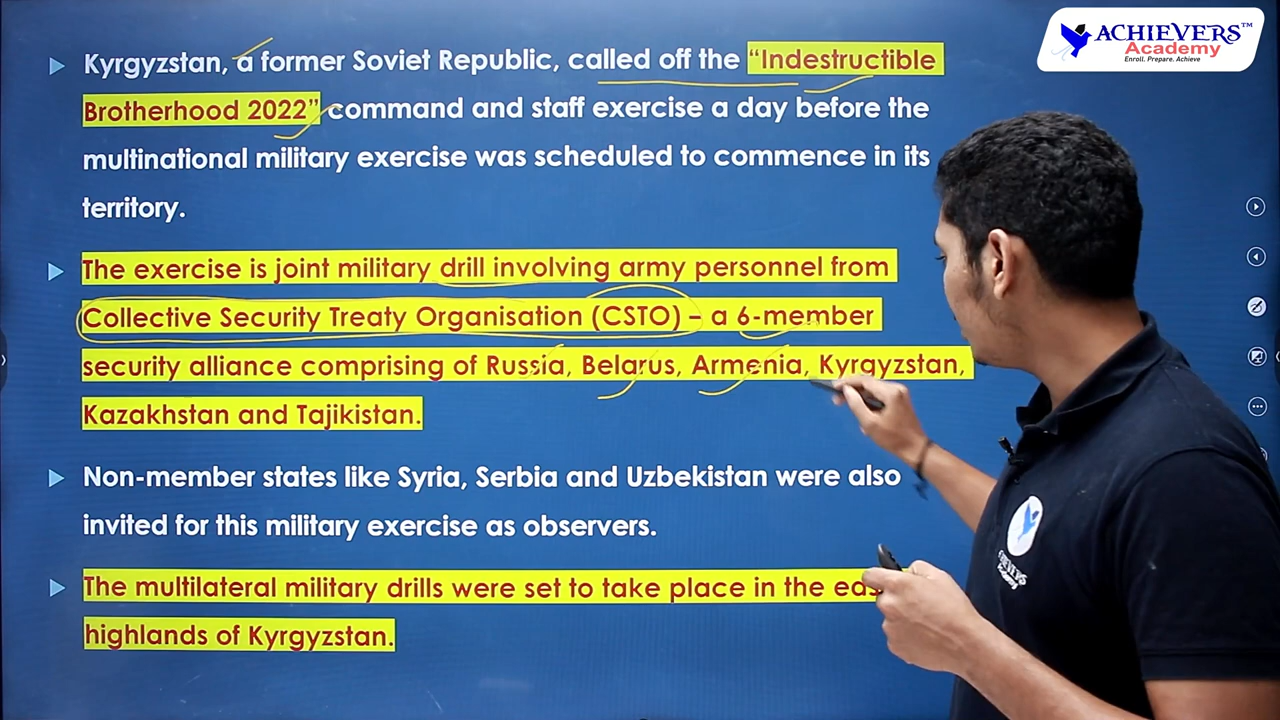 ACHIEVERS™
Academy
Enroll. Prepare. Achieve
Kyrgyzstan, a former Soviet Republic, called off the "Indestructible
Brotherhood 2022" command and staff exercise a day before the
multinational military exercise was scheduled to commence in its
territory.
The exercise is joint military drill involving army personnel from
Collective Security Treaty Organisation (CSTO) – a 6-member
security alliance comprising of Russia, Belarus, Armenia, Kyrgyzstan,
Kazakhstan and Tajikistan.
Non-member states like Syria, Serbia and Uzbekistan were also
invited for this military exercise as observers.
The multilateral military drills were set to take place in the eas
highlands of Kyrgyzstan.
ACHIEVERS
Academy